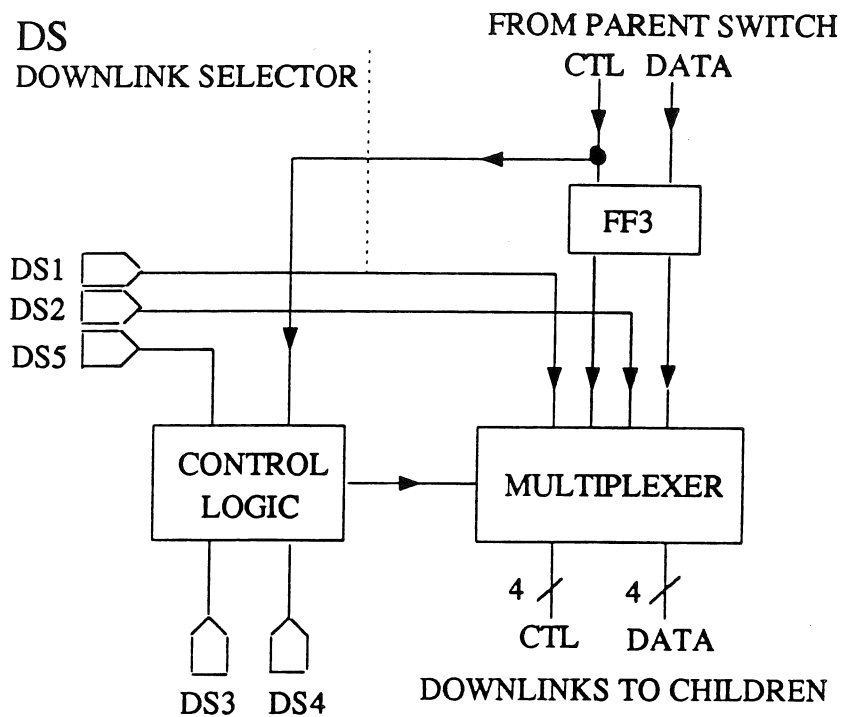 DS
DOWNLINK SELECTOR
FROM PARENT SWITCH
CTL DATA
FF3
DS1
DS2
DS5
CONTROL
LOGIC
MULTIPLEXER
4 4
CTL DATA
DS3 DS4
DOWNLINKS TO CHILDREN